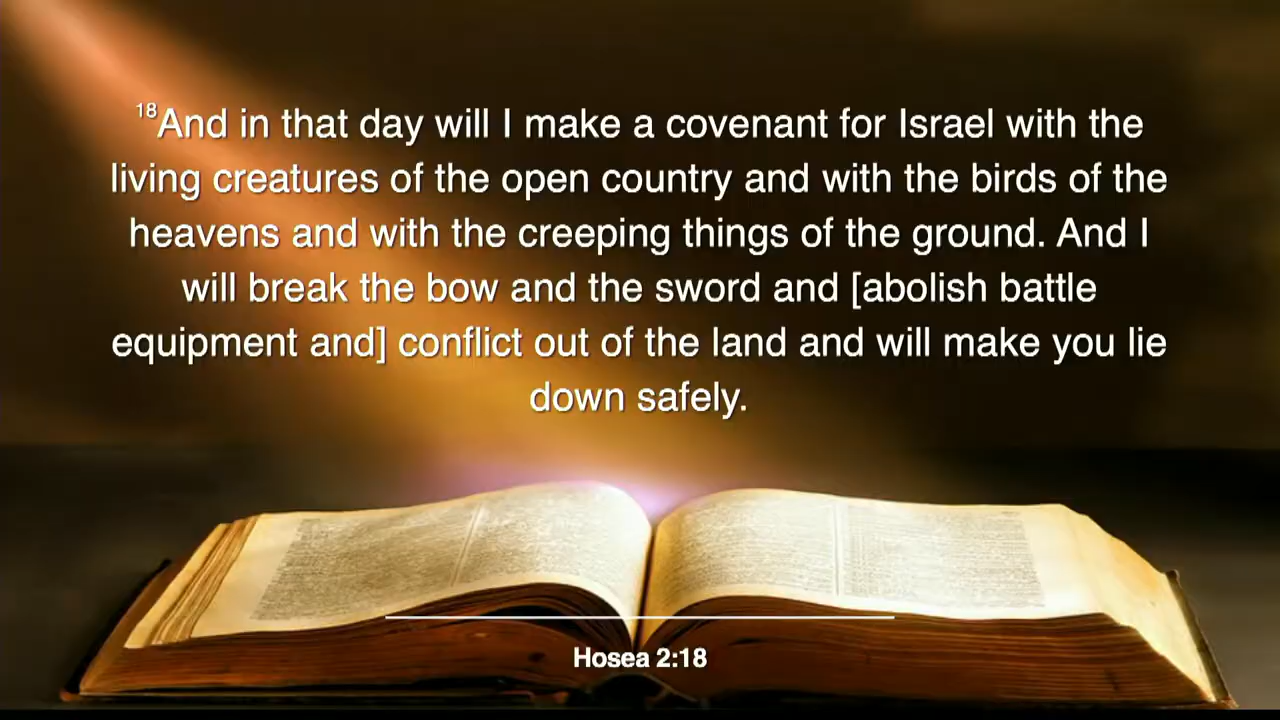 18And in that day will I make a covenant for Israel with the
living creatures of the open country and with the birds of the
heavens and with the creeping things of the ground. And I
will break the bow and the sword and [abolish battle
equipment and] conflict out of the land and will make you lie
down safely.
Hosea 2:18